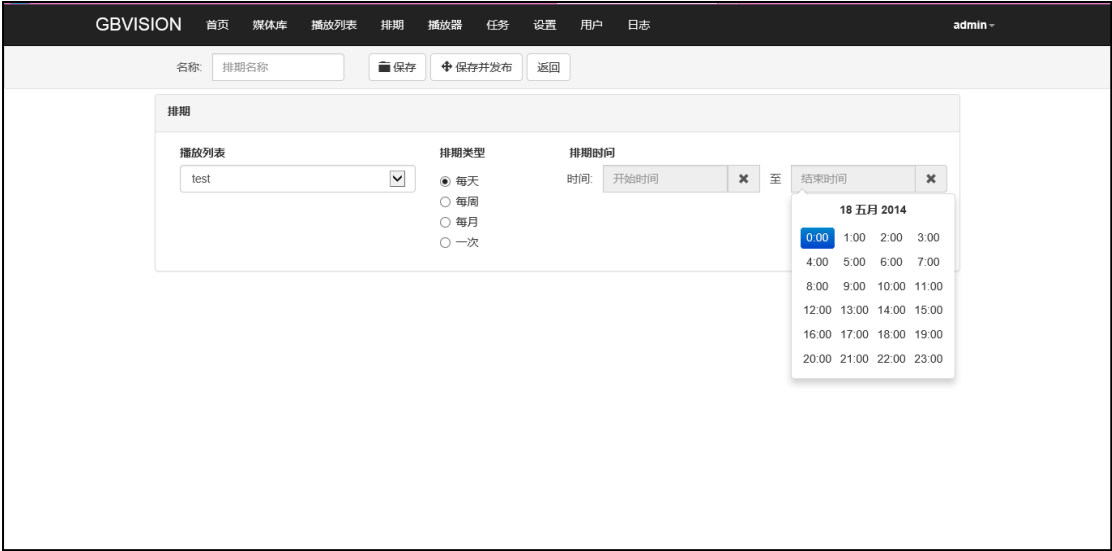 GBVISION 首页 媒体库 播放列表 排期 播放器 任务 设置 用户 日志 admin
名称: 排期名称 保存 保存并发布 返回
排期
播放列表 排期类型 排期时间
test 每天 时间: 开始时间 至 结束时间
每周
每月
一次
18 五月 2014
0:00 1:00 2:00 3:00
4:00 5:00 6:00 7:00
8:00 9:00 10:00 11:00
12:00 13:00 14:00 15:00
16:00 17:00 18:00 19:00
20:00 21:00 22:00 23:00